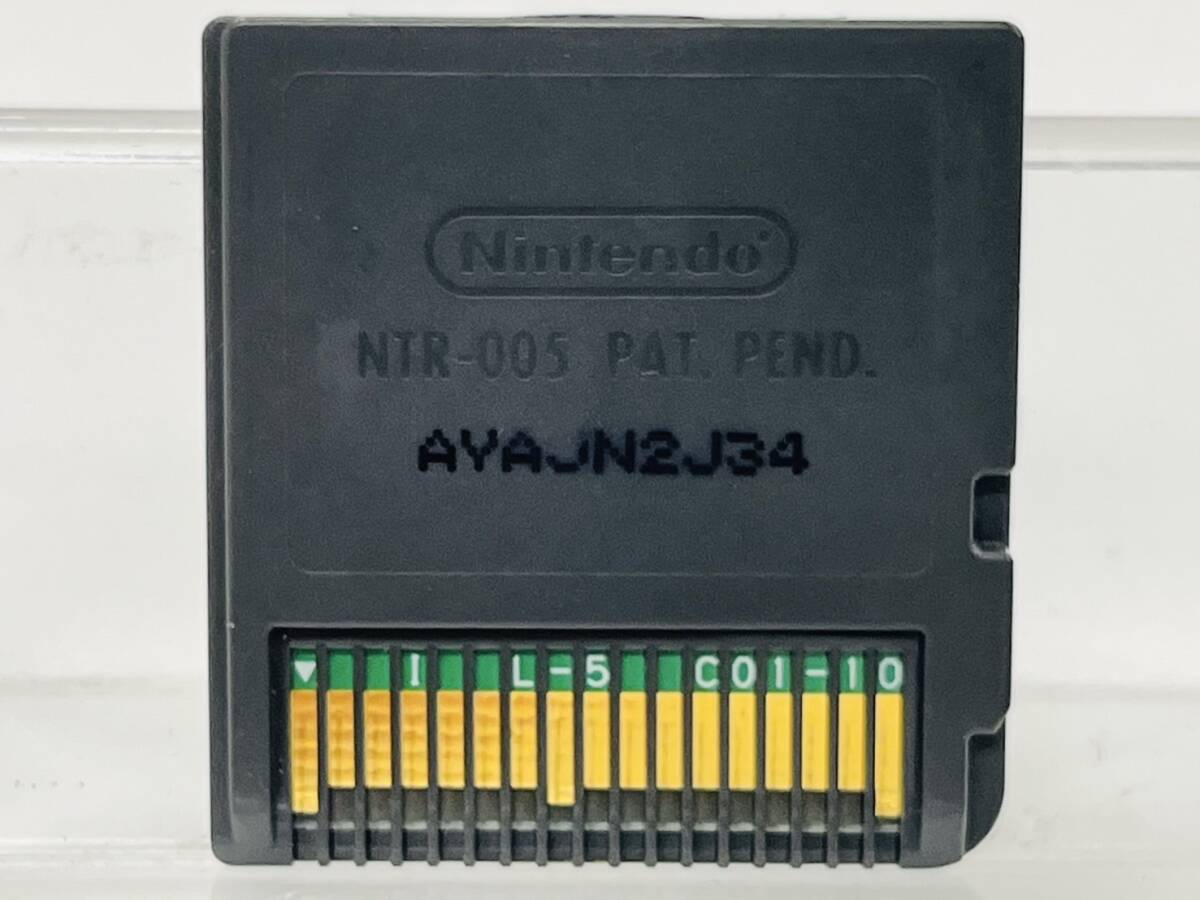 Nintendo
NTR-005 PAT. PEND.
AYAJN2J34
▼ I L-5 C01-10